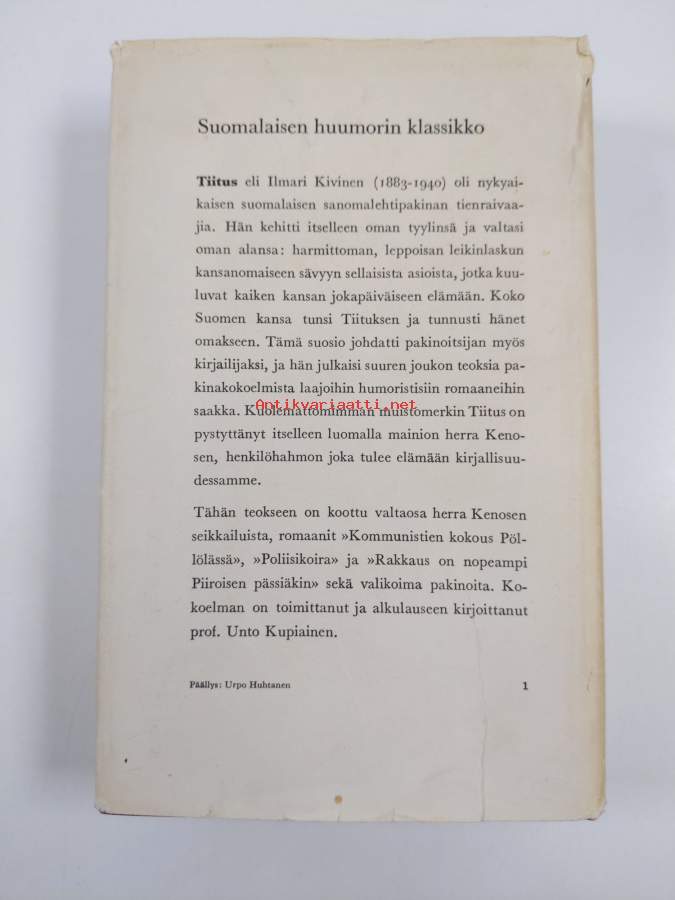 Suomalaisen huumorin klassikko
Tiitus eli Ilmari Kivinen (1883-1940) oli nykyai-
kaisen suomalaisen sanomalehtipakinan tienraivaa-
jia. Hän kehitti itselleen oman tyylinsä ja valtasi
oman alansa: harmittoman, leppoisan leikinlaskun
kansanomaiseen sävyyn sellaisista asioista, jotka kuu-
luvat kaiken kansan jokapäiväiseen elämään. Koko
Suomen kansa tunsi Tiituksen ja tunnusti hänet
omakseen. Tämä suosio johdatti pakinoitsijan myös
kirjailijaksi, ja hän julkaisi suuren joukon teoksia pa-
kinakokoelmista laajoihin humoristisiin romaaneihin
saakka. Kuolemattomimman muistomerkin Tiitus on
Antikvariaatti.net
pystyttänyt itselleen luomalla mainion herra Keno-
sen, henkilöhahmon joka tulee elämään kirjallisuu-
dessamme.
Tähän teokseen on koottu valtaosa herra Kenosen
seikkailuista, romaanit »Kommunistien kokous Pöl-
lölässä», »Poliisikoira» ja »Rakkaus on nopeampi
Piiroisen pässiäkin» sekä valikoima pakinoita. Ko-
koelman on toimittanut ja alkulauseen kirjoittanut
prof. Unto Kupiainen.
Päällys: Urpo Huhtanen 1